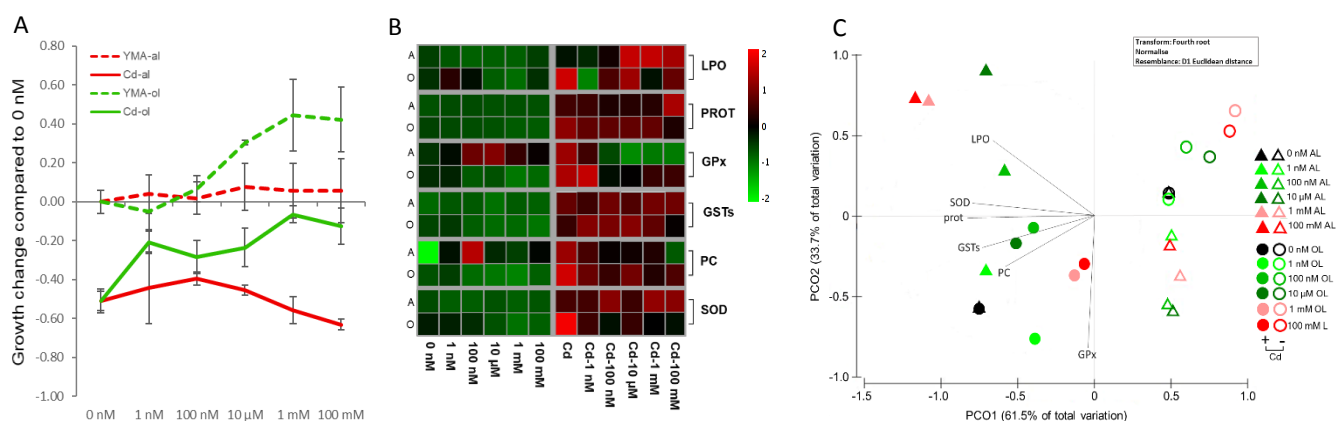 A
Growth change compared to 0 nM
0.80
0.60
0.40
0.20
0.00
-0.20
-0.40
-0.60
-0.80
-1.00
YMA-al
Cd-al
YMA-ol
Cd-ol
0 nM
1 nM
100 nM
10 µM
1 mM
100 mM
B
A
O
LPO
A
O
PROT
A
O
GPx
A
O
GSTs
A
O
PC
A
O
SOD
0 nM
1 nM
100 nM
10 µM
1 mM
100 mM
Cd
Cd-1 nM
Cd-100 nM
Cd-10 µM
Cd-1 mM
Cd-100 mM
2
1
0
-1
-2
C
Transform: Fourth root
Normalise
Resemblance: D1 Euclidean distance
PCO2 (33.7% of total variation)
1.0
0.5
0
-0.5
-1.0
LPO
SOD
prot
GSTs
PC
GPx
-1.5
-1.0
-0.5
0.0
0.5
1.0
PCO1 (61.5% of total variation)
0 nM AL
1 nM AL
100 nM AL
10 µM AL
1 mM AL
100 mM AL
0 nM OL
1 nM OL
100 nM OL
10 µM OL
1 mM OL
100 mM L
+ -
Cd